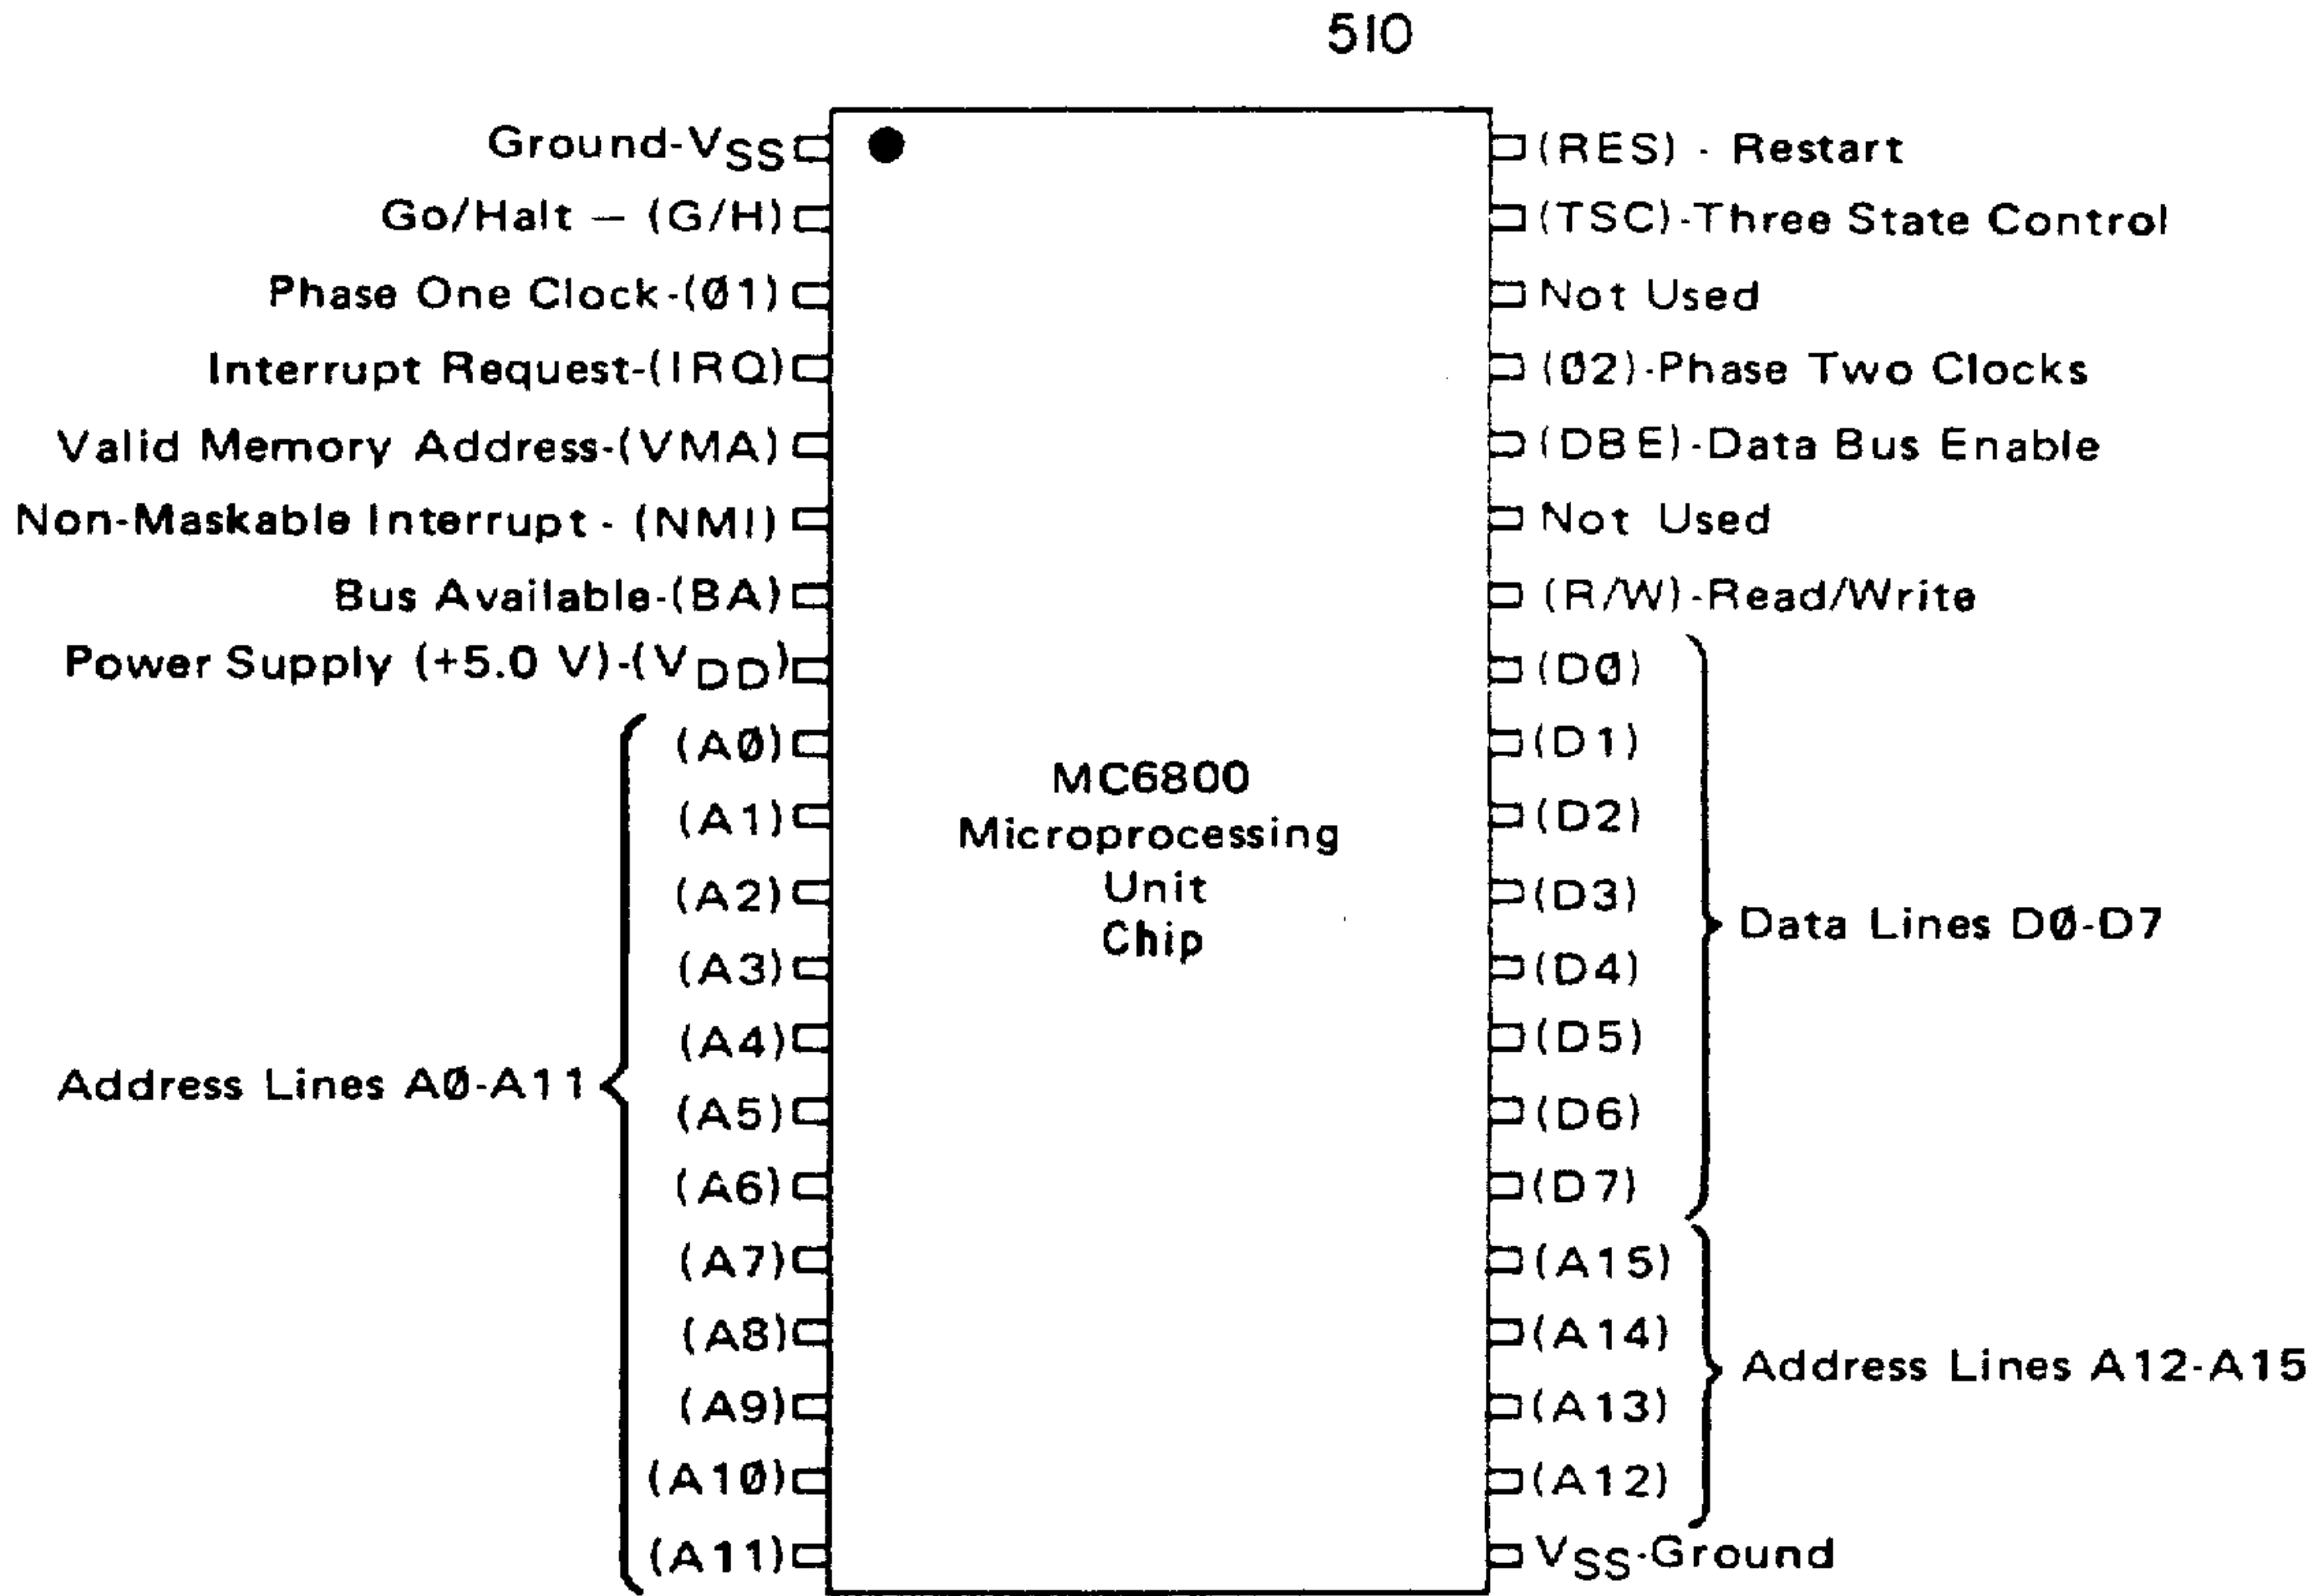 510
Ground-VSS
Go/Halt – (G/H)
Phase One Clock-(Ø1)
Interrupt Request-(IRQ)
Valid Memory Address-(VMA)
Non-Maskable Interrupt - (NMI)
Bus Available-(BA)
Power Supply (+5.0 V)-(VDD)
(AØ)
(A1)
(A2)
(A3)
(A4)
(A5)
(A6)
(A7)
(A8)
(A9)
(A1Ø)
(A11)
Address Lines AØ-A11
MC6800
Microprocessing
Unit
Chip
(RES) - Restart
(TSC)-Three State Control
Not Used
(Ø2)-Phase Two Clocks
(DBE)-Data Bus Enable
Not Used
(R/W)-Read/Write
(DØ)
(D1)
(D2)
(D3)
(D4)
(D5)
(D6)
(D7)
Data Lines DØ-D7
(A15)
(A14)
(A13)
(A12)
Address Lines A12-A15
VSS-Ground